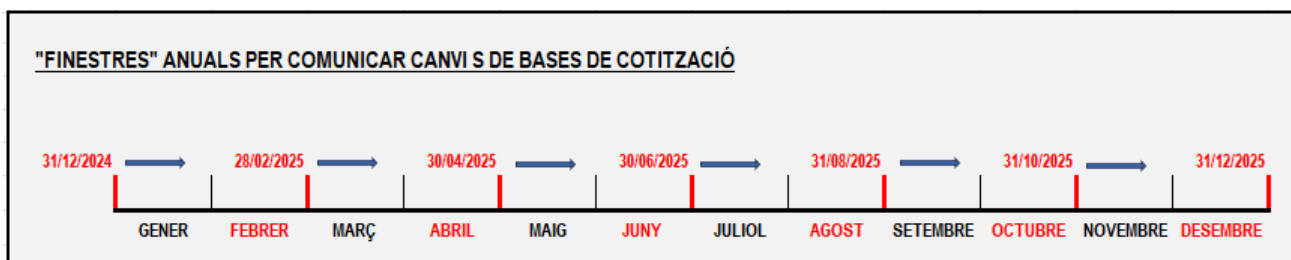 "FINESTRES" ANUALS PER COMUNICAR CANVI S DE BASES DE COTITZACIÓ
31/12/2024 28/02/2025 30/04/2025 30/06/2025 31/08/2025 31/10/2025 31/12/2025
GENER FEBRER MARÇ ABRIL MAIG JUNY JULIOL AGOST SETEMBRE OCTUBRE NOVEMBRE DESEMBRE